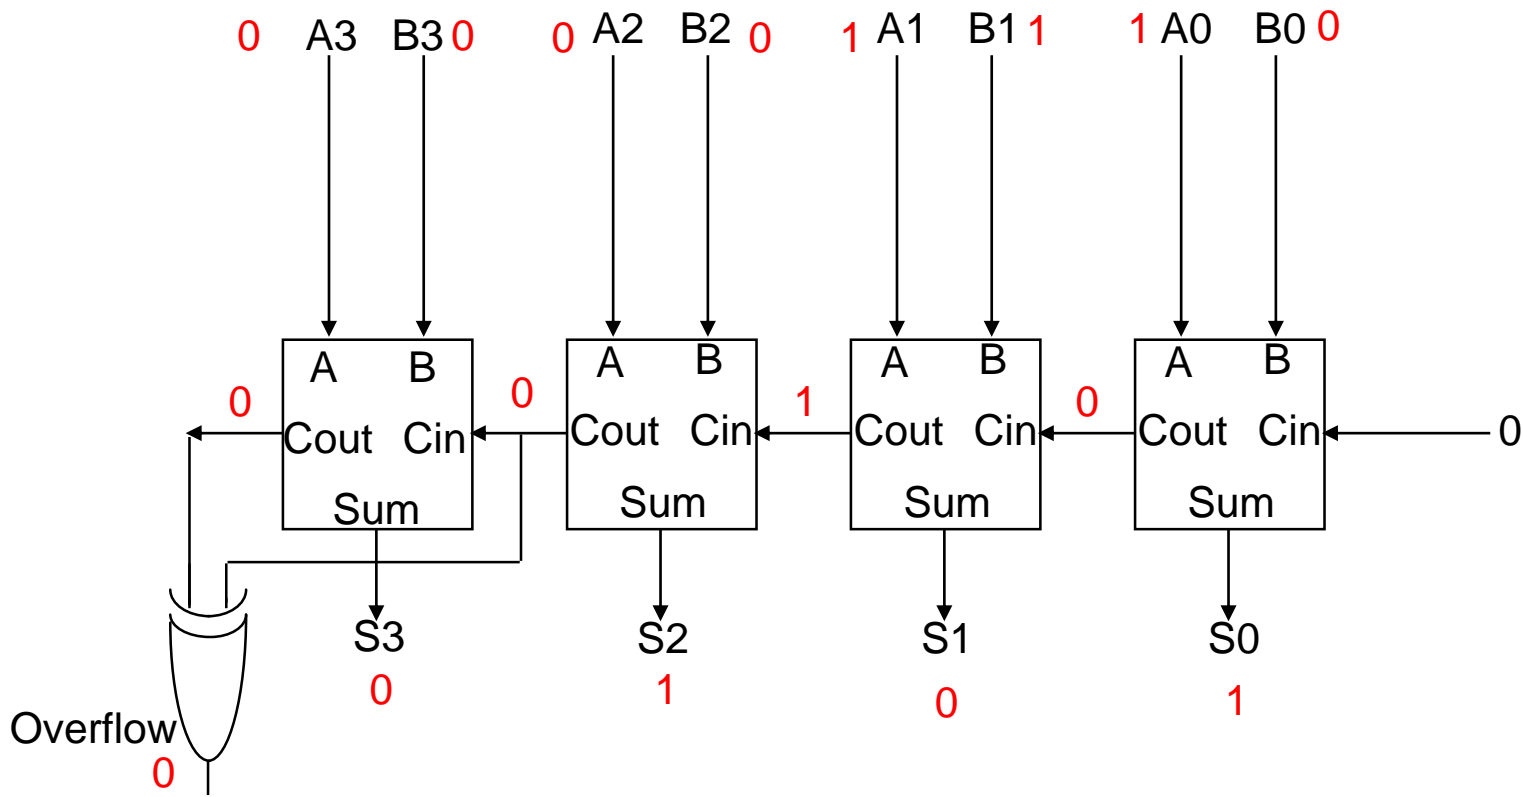 0 A3 B3 0 0 A2 B2 0 1 A1 B1 1 1 A0 B0 0
A B A B A B A B
0 0 1 0
Cout Cin Cout Cin Cout Cin Cout Cin 0
Sum Sum Sum Sum
S3 S2 S1 S0
0 1 0 1
Overflow
0